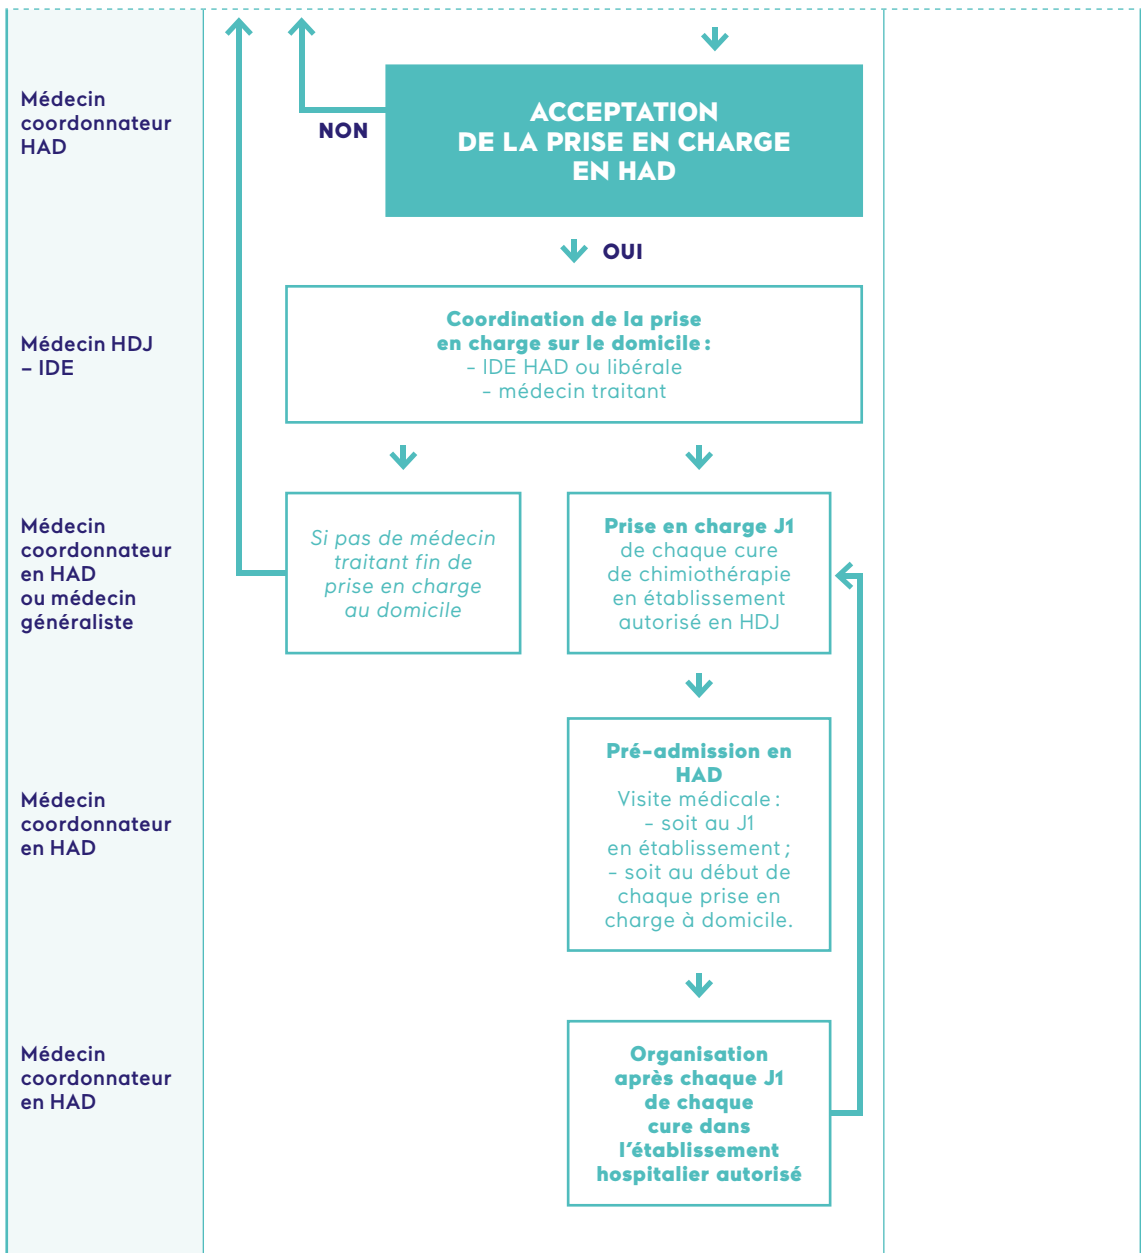 Médecin
coordonnateur
HAD
NON
ACCEPTATION
DE LA PRISE EN CHARGE
EN HAD
OUI
Médecin HDJ
– IDE
Coordination de la prise
en charge sur le domicile :
- IDE HAD ou libérale
- médecin traitant
Médecin
coordonnateur
en HAD
ou médecin
généraliste
Si pas de médecin
traitant fin de
prise en charge
au domicile
Prise en charge J1
de chaque cure
de chimiothérapie
en établissement
autorisé en HDJ
Médecin
coordonnateur
en HAD
Pré-admission en
HAD
Visite médicale :
- soit au J1
en établissement ;
- soit au début de
chaque prise en
charge à domicile.
Médecin
coordonnateur
en HAD
Organisation
après chaque J1
de chaque
cure dans
l’établissement
hospitalier autorisé